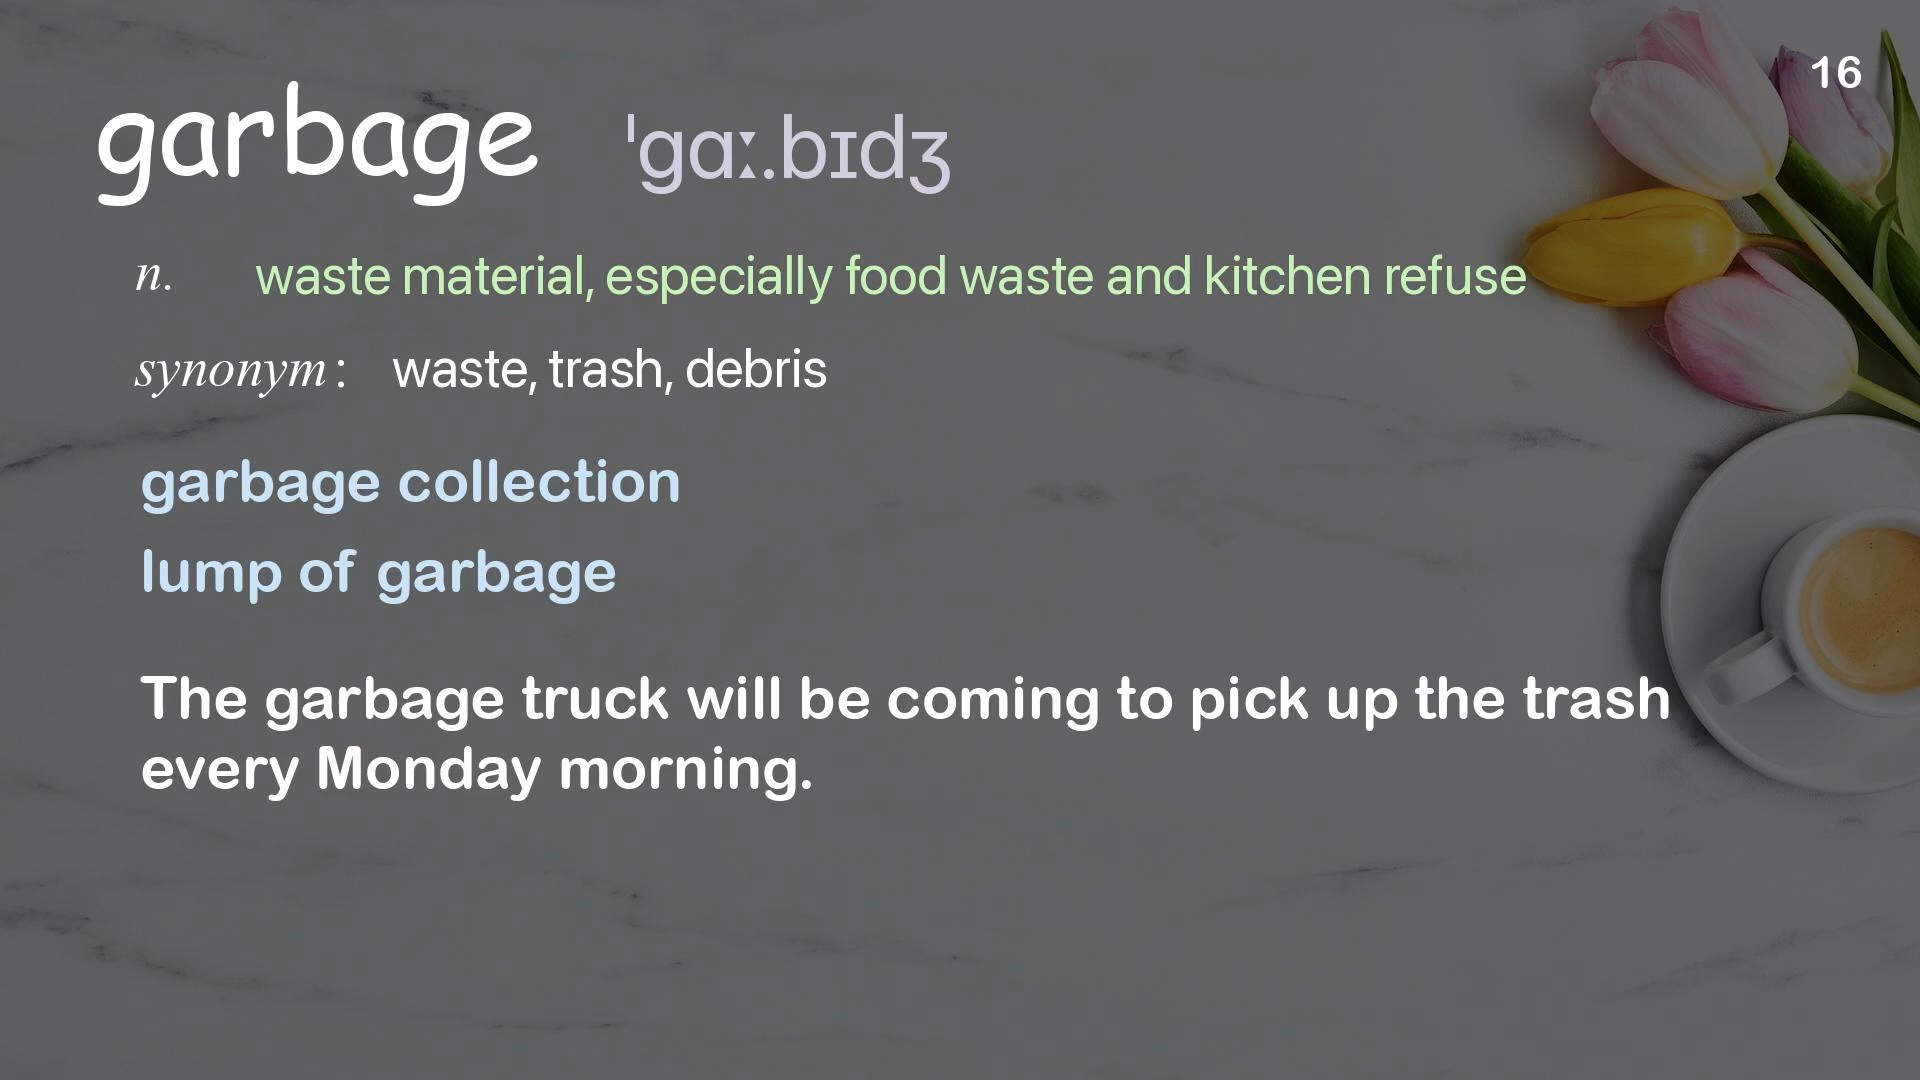 16
garbage ˈɡɑː.bɪdʒ
n. waste material, especially food waste and kitchen refuse
synonym : waste, trash, debris
garbage collection
lump of garbage
The garbage truck will be coming to pick up the trash
every Monday morning.